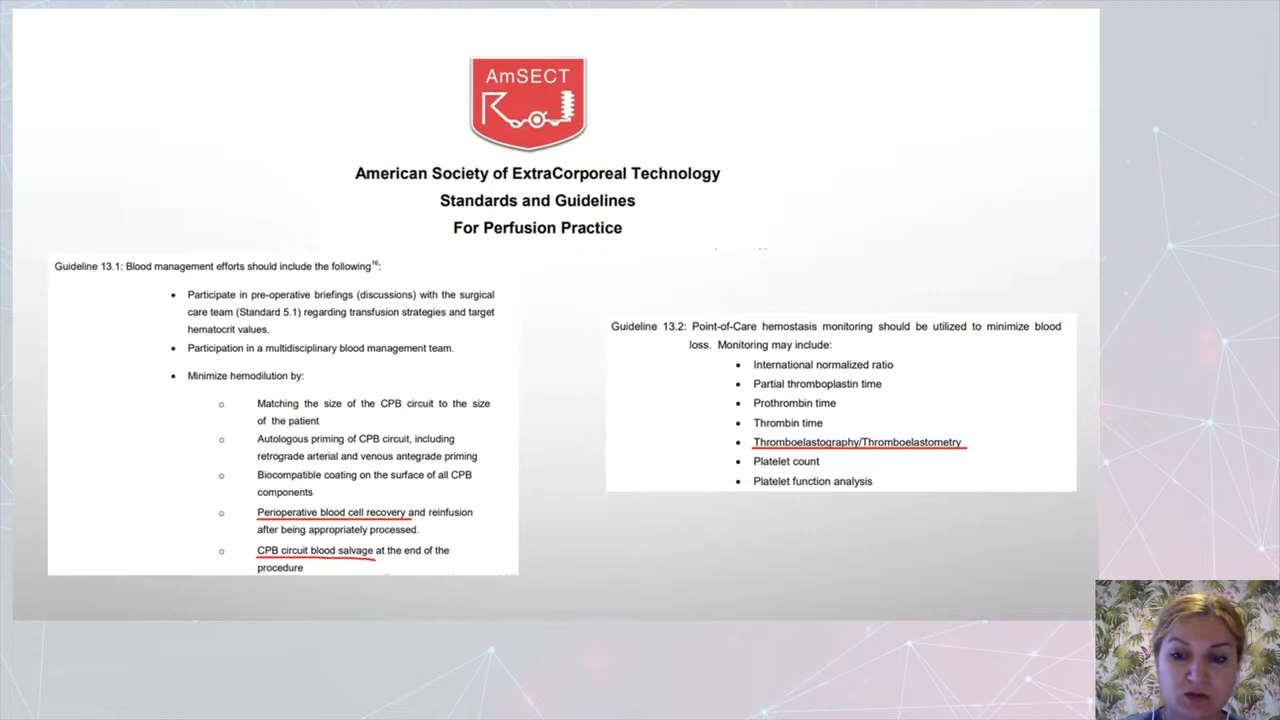 AmSECT
American Society of ExtraCorporeal Technology
Standards and Guidelines
For Perfusion Practice
Guideline 13.1: Blood management efforts should include the following16:
• Participate in pre-operative briefings (discussions) with the surgical
care team (Standard 5.1) regarding transfusion strategies and target
hematocrit values.
• Participation in a multidisciplinary blood management team.
• Minimize hemodilution by:
o Matching the size of the CPB circuit to the size
of the patient
o Autologous priming of CPB circuit, including
retrograde arterial and venous antegrade priming
o Biocompatible coating on the surface of all CPB
components
o Perioperative blood cell recovery and reinfusion
after being appropriately processed.
o CPB circuit blood salvage at the end of the
procedure
Guideline 13.2: Point-of-Care hemostasis monitoring should be utilized to minimize blood
loss. Monitoring may include:
• International normalized ratio
• Partial thromboplastin time
• Prothrombin time
• Thrombin time
• Thromboelastography/Thromboelastometry
• Platelet count
• Platelet function analysis